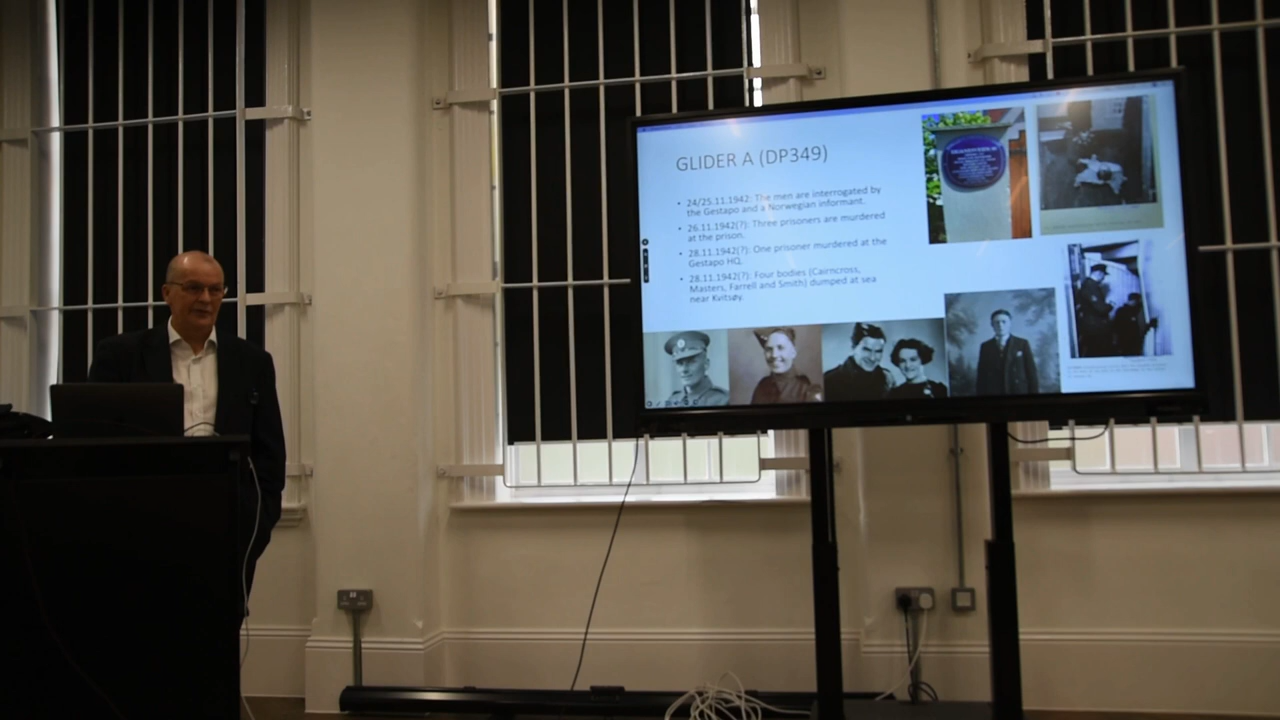 GLIDER A (DP349)
• 24/25.11.1942: The men are interrogated by
the Gestapo and a Norwegian informant.
• 26.11.1942(?): Three prisoners are murdered
at the prison.
• 28.11.1942(?): One prisoner murdered at the
Gestapo HQ.
• 28.11.1942(?): Four bodies (Cairncross,
Masters, Farrell and Smith) dumped at sea
near Kvitsøy.